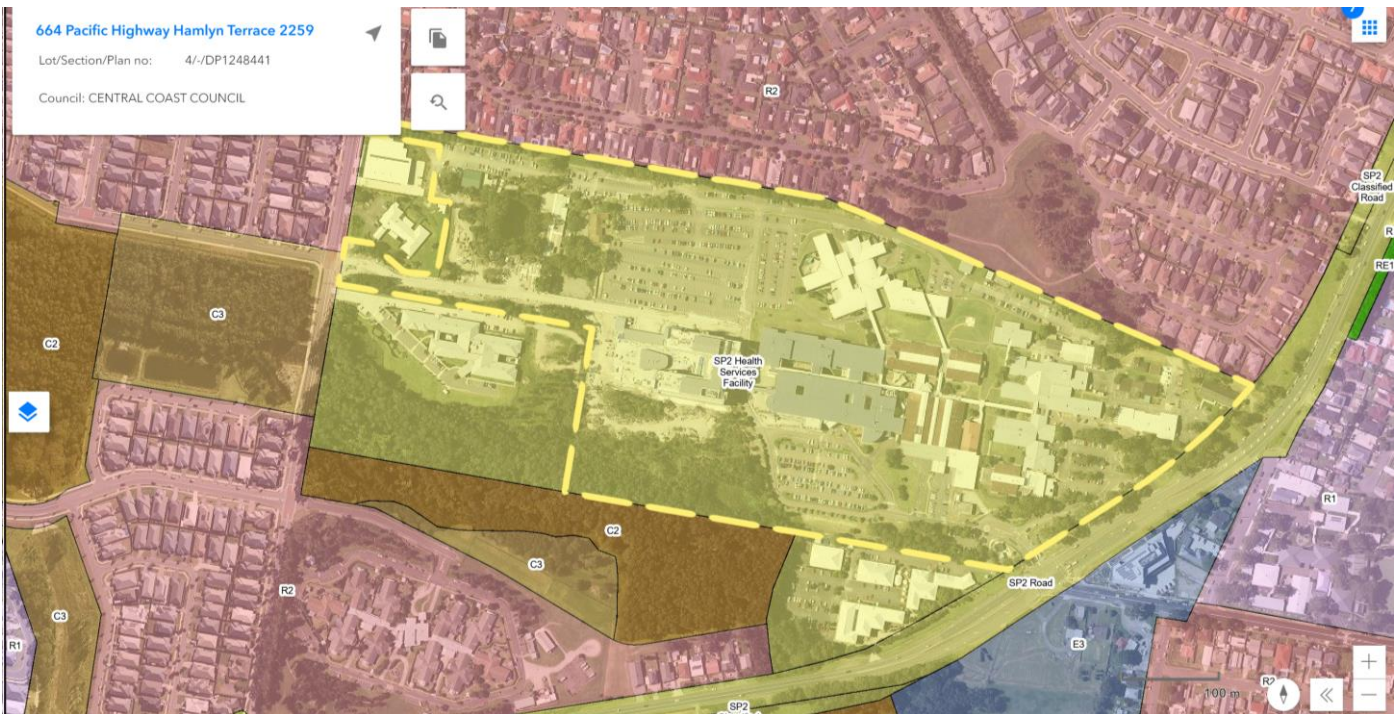 664 Pacific Highway Hamlyn Terrace 2259
Lot/Section/Plan no: 4/-/DP1248441
Council: CENTRAL COAST COUNCIL
R2
SP2
Classified
Road
R
RE1
C3
C2
SP2 Health
Services
Facility
R1
C2
C3
SP2 Road
R2
C3
E3
R1
100 m
R2
SP2